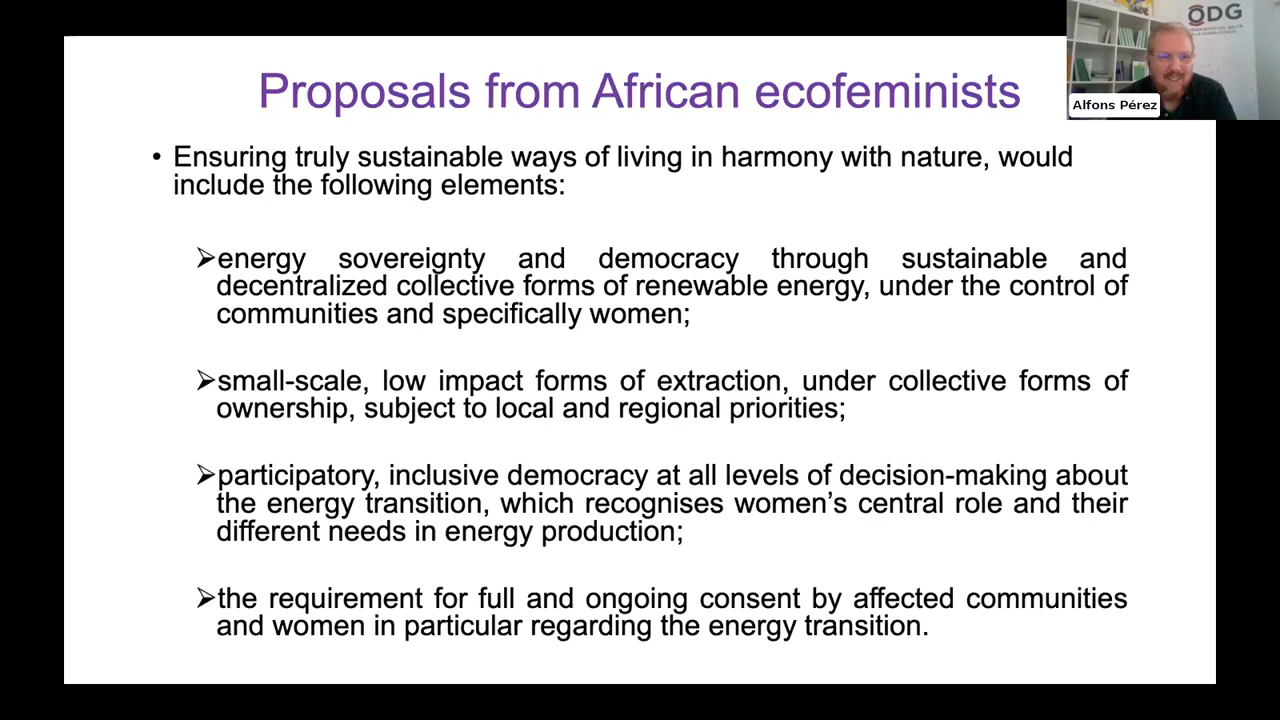 ODG
Alfons Pérez
Proposals from African ecofeminists
• Ensuring truly sustainable ways of living in harmony with nature, would
include the following elements:
➢energy sovereignty and democracy through sustainable and
decentralized collective forms of renewable energy, under the control of
communities and specifically women;
➢small-scale, low impact forms of extraction, under collective forms of
ownership, subject to local and regional priorities;
➢participatory, inclusive democracy at all levels of decision-making about
the energy transition, which recognises women’s central role and their
different needs in energy production;
➢the requirement for full and ongoing consent by affected communities
and women in particular regarding the energy transition.